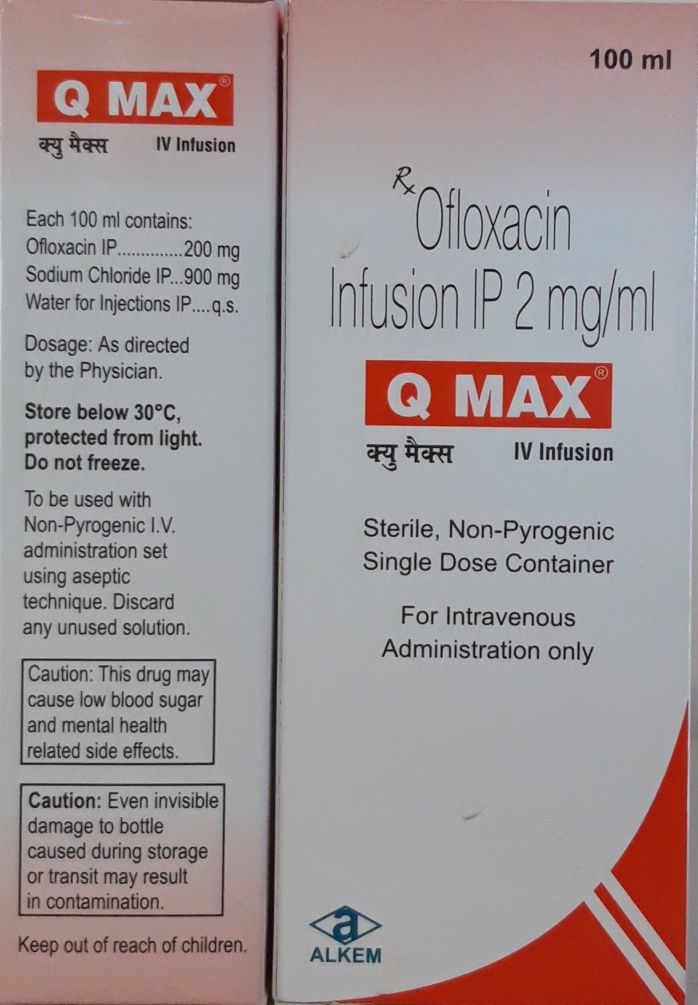 Q MAX®
क्यु मैक्स IV Infusion
Each 100 ml contains:
Ofloxacin IP..............200 mg
Sodium Chloride IP...900 mg
Water for Injections IP....q.s.
Dosage: As directed
by the Physician.
Store below 30°C,
protected from light.
Do not freeze.
To be used with
Non-Pyrogenic I.V.
administration set
using aseptic
technique. Discard
any unused solution.
Caution: This drug may
cause low blood sugar
and mental health
related side effects.
Caution: Even invisible
damage to bottle
caused during storage
or transit may result
in contamination.
Keep out of reach of children.
100 ml
Rx Ofloxacin
Infusion IP 2 mg/ml
Q MAX®
क्यु मैक्स IV Infusion
Sterile, Non-Pyrogenic
Single Dose Container
For Intravenous
Administration only
a
ALKEM